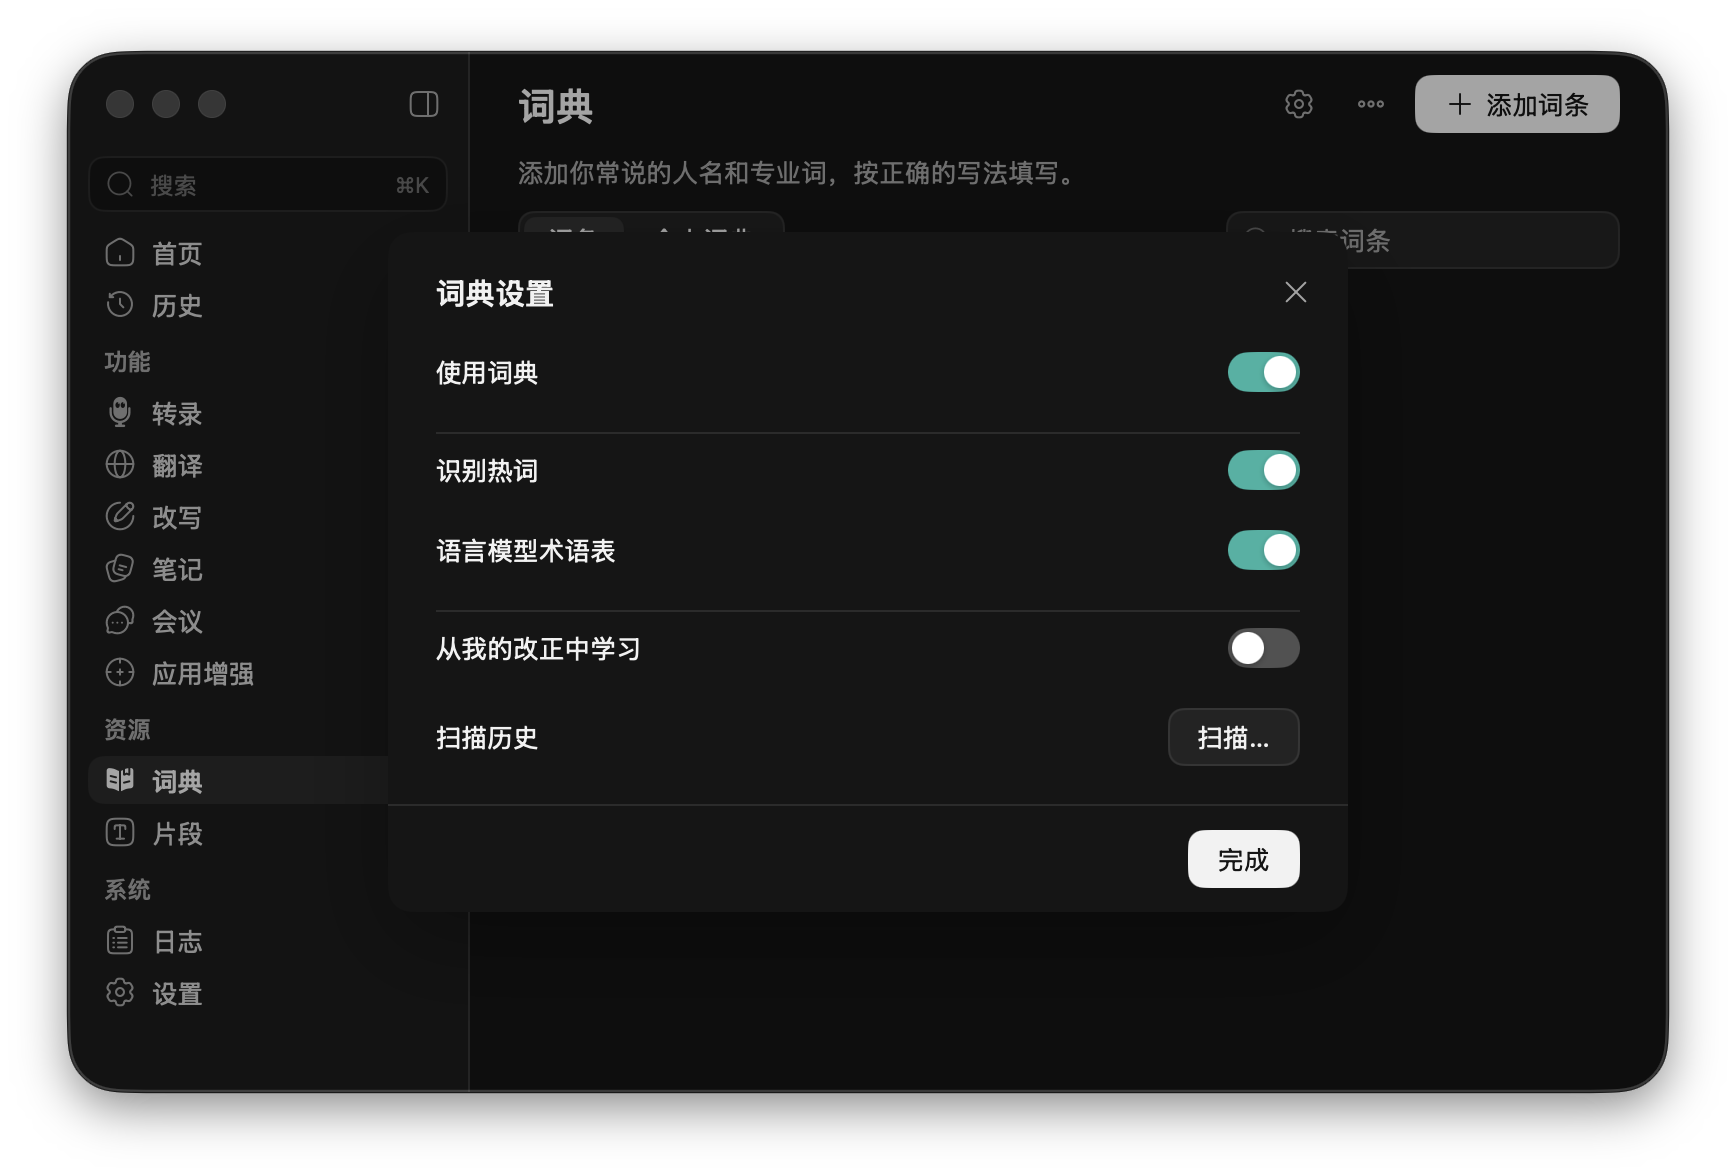 搜索 ⌘K
首页
历史
功能
转录
翻译
改写
笔记
会议
应用增强
资源
词典
片段
系统
日志
设置
词典
添加词条
添加你常说的人名和专业词，按正确的写法填写。
词条
词典设置
使用词典
识别热词
语言模型术语表
从我的改正中学习
扫描历史
扫描...
完成